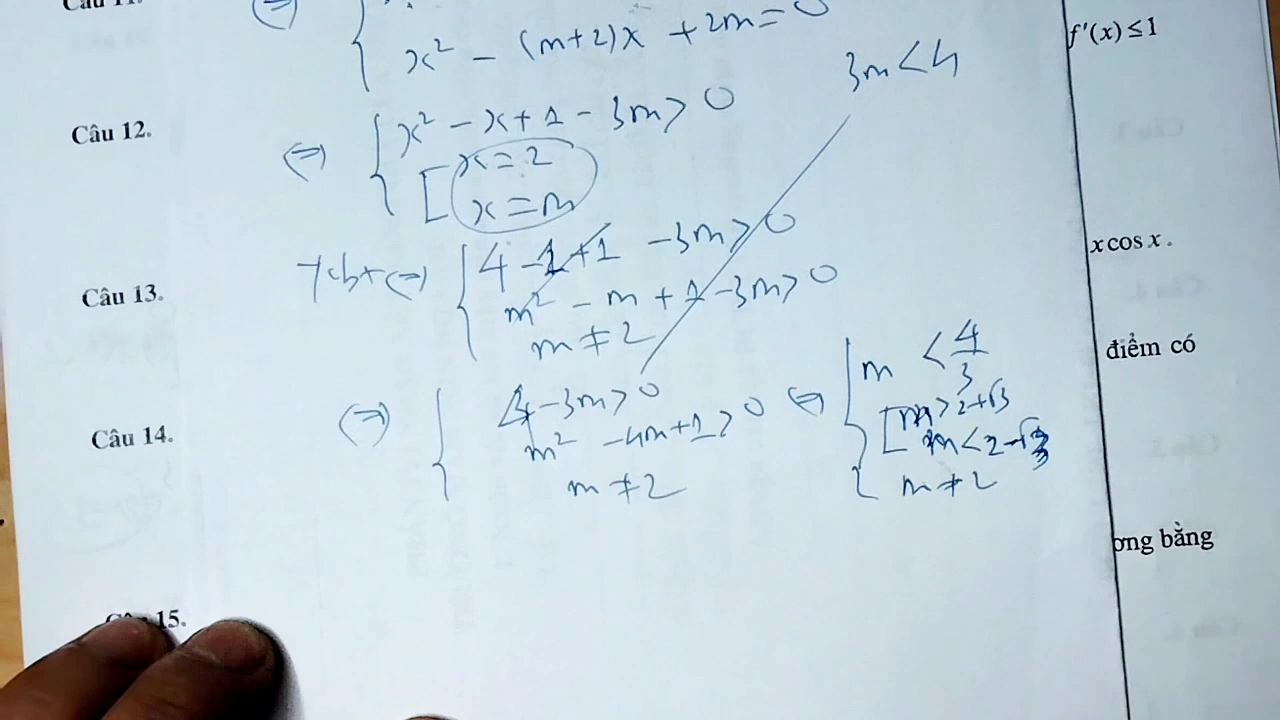 x² - (m+2)x + 2m = 0
3m < 4
f'(x) ≤ 1
Câu 12.
⇔ { x² - x + 1 - 3m > 0
[ x = 2
x = m
x cos x .
Câu 13.
Ycbt ⇔ { 4 - 1 + 1 - 3m > 0
m² - m + 1 - 3m > 0
m ≠ 2
điểm có
Câu 14.
⇔ { 4 - 3m > 0
m² - 4m + 1 > 0
m ≠ 2
⇔ { m < 4/3
[ m > 2 + √3
m < 2 - √3
m ≠ 2
ơng bằng
15.